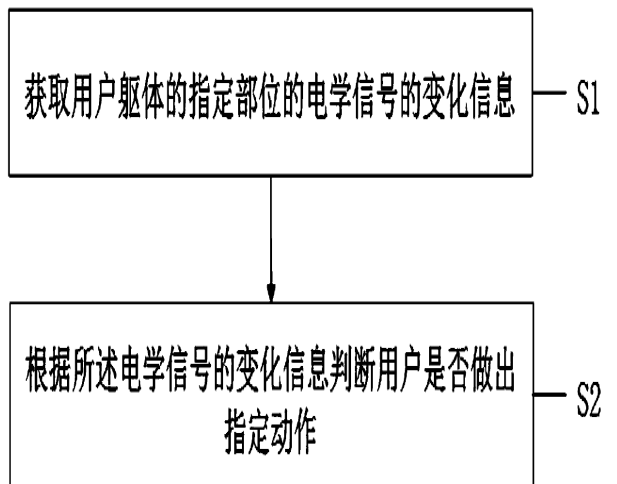 获取用户躯体的指定部位的电学信号的变化信息
S1
根据所述电学信号的变化信息判断用户是否做出
指定动作
S2